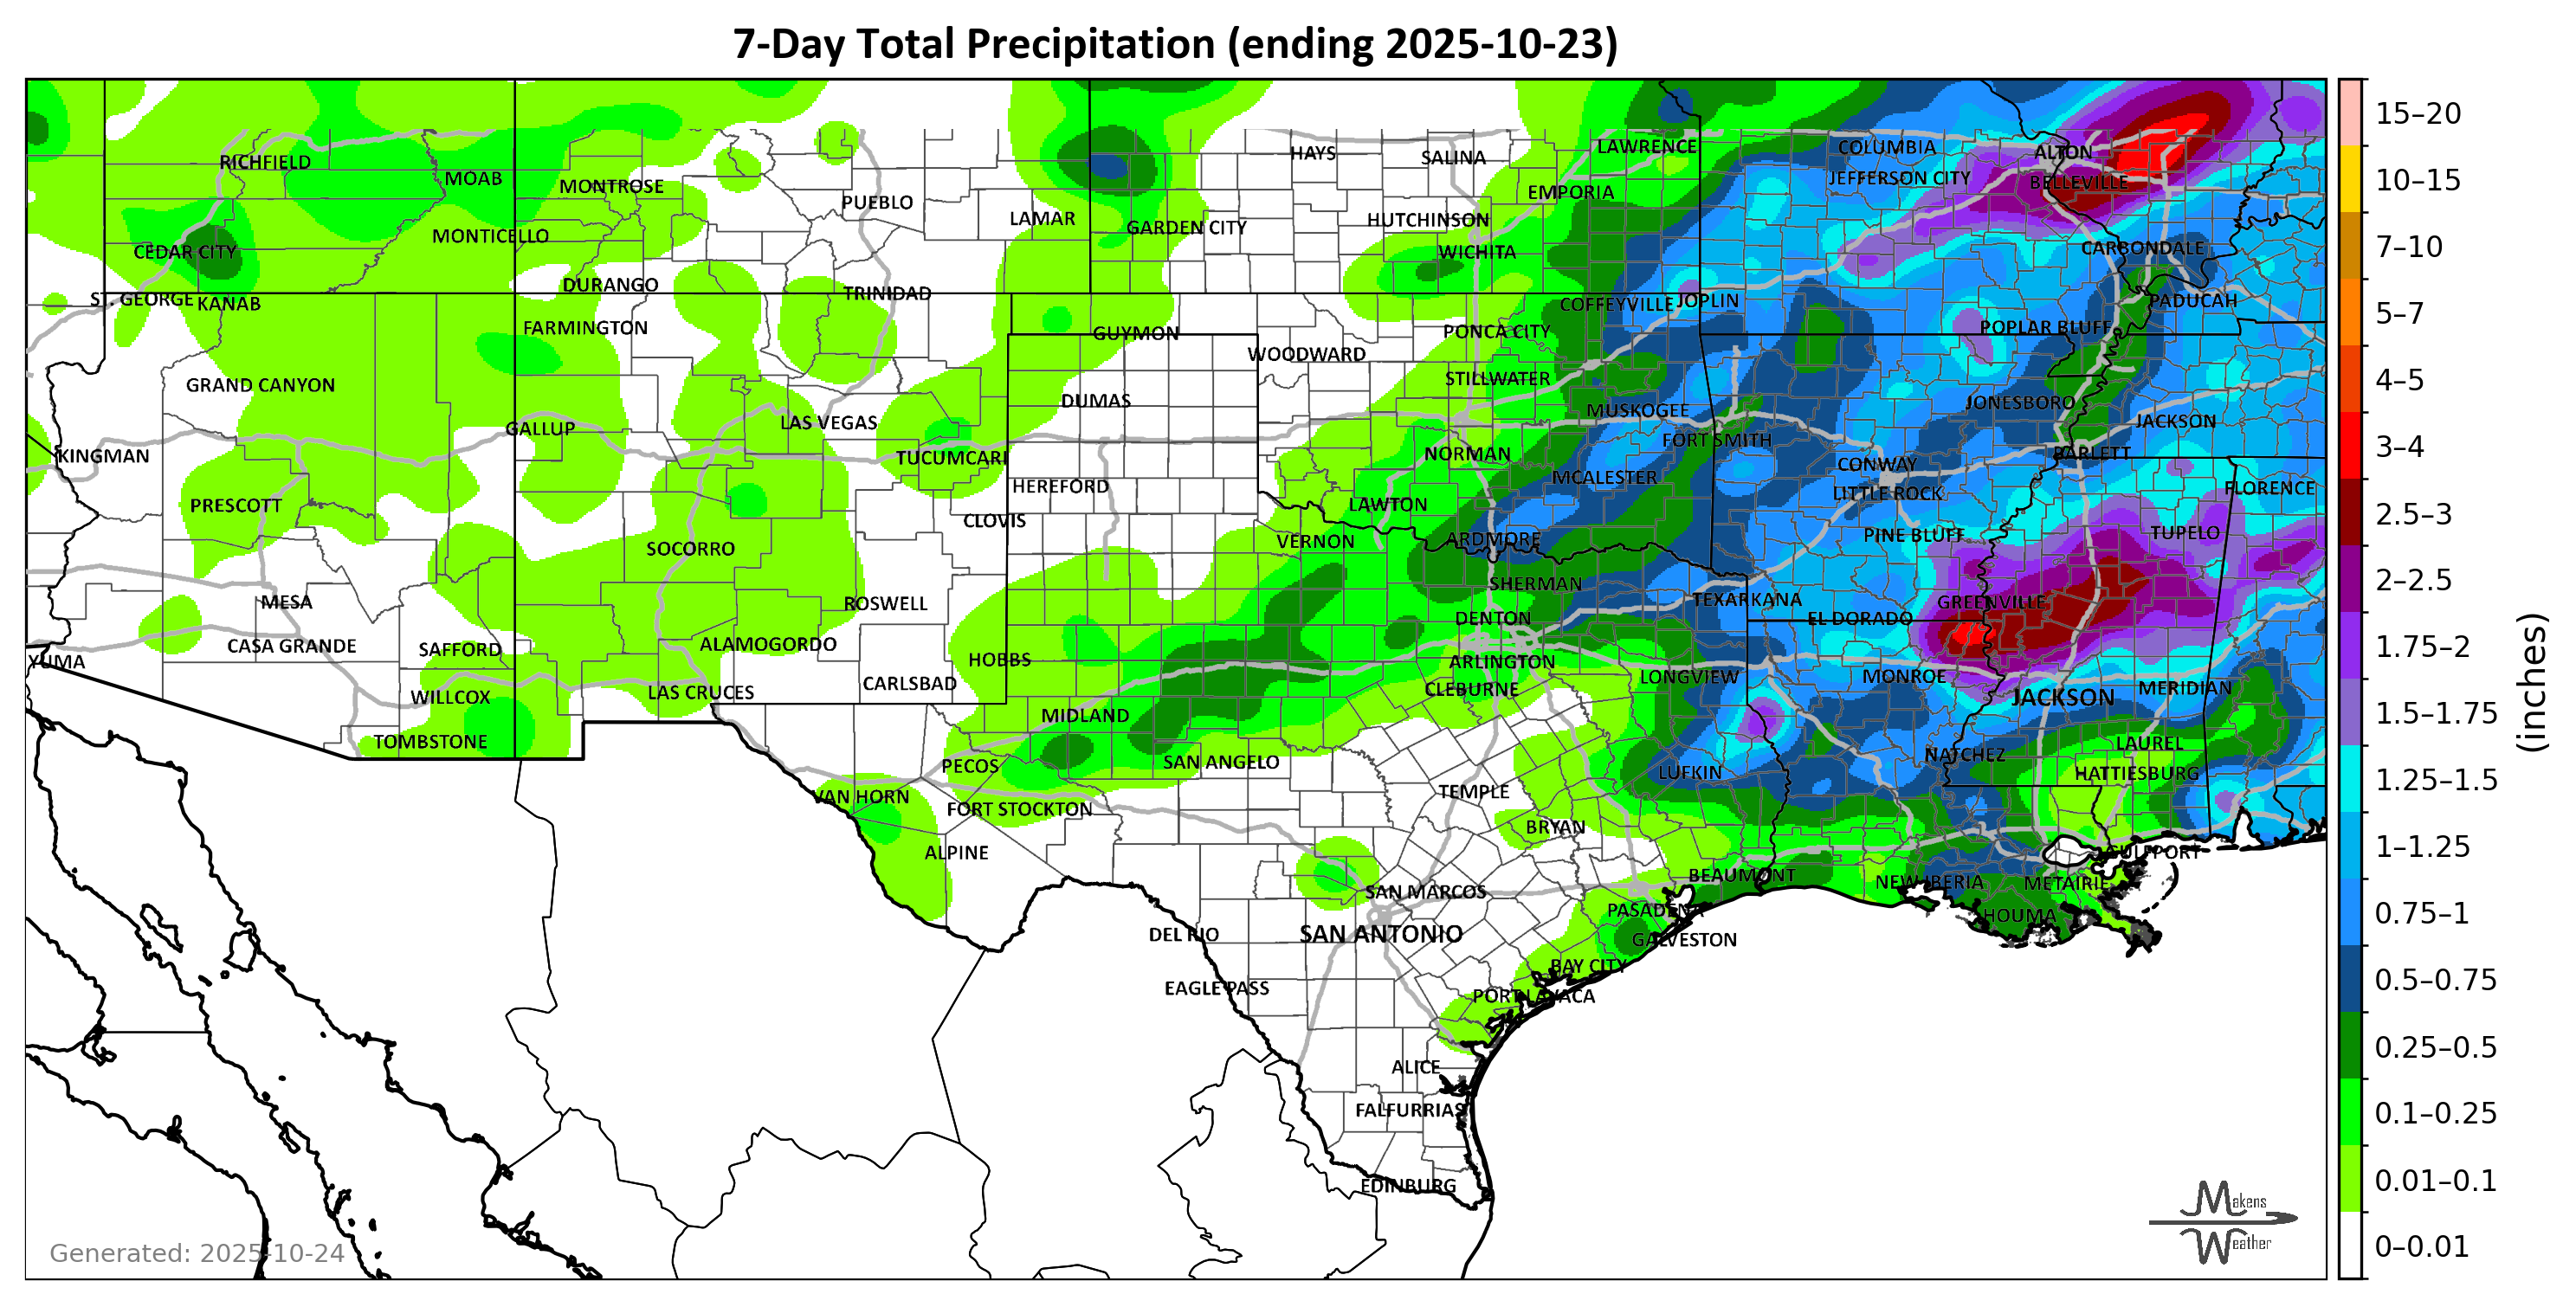 7-Day Total Precipitation (ending 2025-10-23)
RICHFIELD
MOAB
MONTROSE
PUEBLO
LAMAR
HAYS
SALINA
LAWRENCE
COLUMBIA
ALTON
JEFFERSON CITY
BELLEVILLE
EMPORIA
GARDEN CITY
HUTCHINSON
WICHITA
CEDAR CITY
MONTICELLO
CARBONDALE
ST. GEORGE
KANAB
DURANGO
TRINIDAD
COFFEYVILLE
JOPLIN
PADUCAH
FARMINGTON
GUYMON
PONCA CITY
POPLAR BLUFF
WOODWARD
GRAND CANYON
STILLWATER
DUMAS
MUSKOGEE
JONESBORO
JACKSON
GALLUP
LAS VEGAS
FORT SMITH
KINGMAN
TUCUMCARI
NORMAN
BARLETT
CONWAY
HEREFORD
MCALESTER
LITTLE ROCK
FLORENCE
PRESCOTT
CLOVIS
LAWTON
SOCORRO
VERNON
ARDMORE
PINE BLUFF
TUPELO
SHERMAN
MESA
ROSWELL
TEXARKANA
GREENVILLE
DENTON
EL DORADO
CASA GRANDE
SAFFORD
ALAMOGORDO
YUMA
HOBBS
ARLINGTON
WILLCOX
LAS CRUCES
CARLSBAD
CLEBURNE
LONGVIEW
MONROE
JACKSON
MERIDIAN
MIDLAND
TOMBSTONE
PECOS
SAN ANGELO
LUFKIN
NATCHEZ
LAUREL
HATTIESBURG
VAN HORN
FORT STOCKTON
TEMPLE
BRYAN
ALPINE
GULFPORT
SAN MARCOS
BEAUMONT
NEW IBERIA
METAIRIE
PASADENA
HOUMA
DEL RIO
SAN ANTONIO
GALVESTON
BAY CITY
EAGLE PASS
PORT LAVACA
ALICE
FALFURRIAS
EDINBURG
Generated: 2025-10-24
Makens
Weather
15–20
10–15
7–10
5–7
4–5
3–4
2.5–3
2–2.5
1.75–2
1.5–1.75
1.25–1.5
1–1.25
0.75–1
0.5–0.75
0.25–0.5
0.1–0.25
0.01–0.1
0–0.01
(inches)